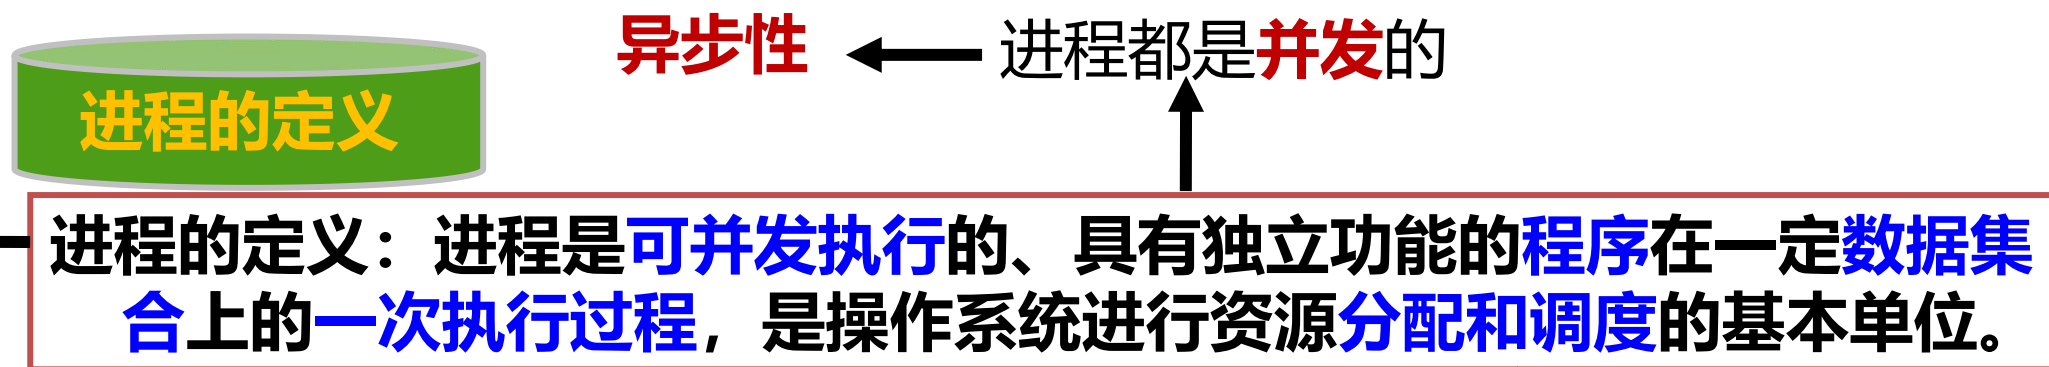 异步性 进程都是并发的
进程的定义
进程的定义：进程是可并发执行的、具有独立功能的程序在一定数据集
合上的一次执行过程，是操作系统进行资源分配和调度的基本单位。